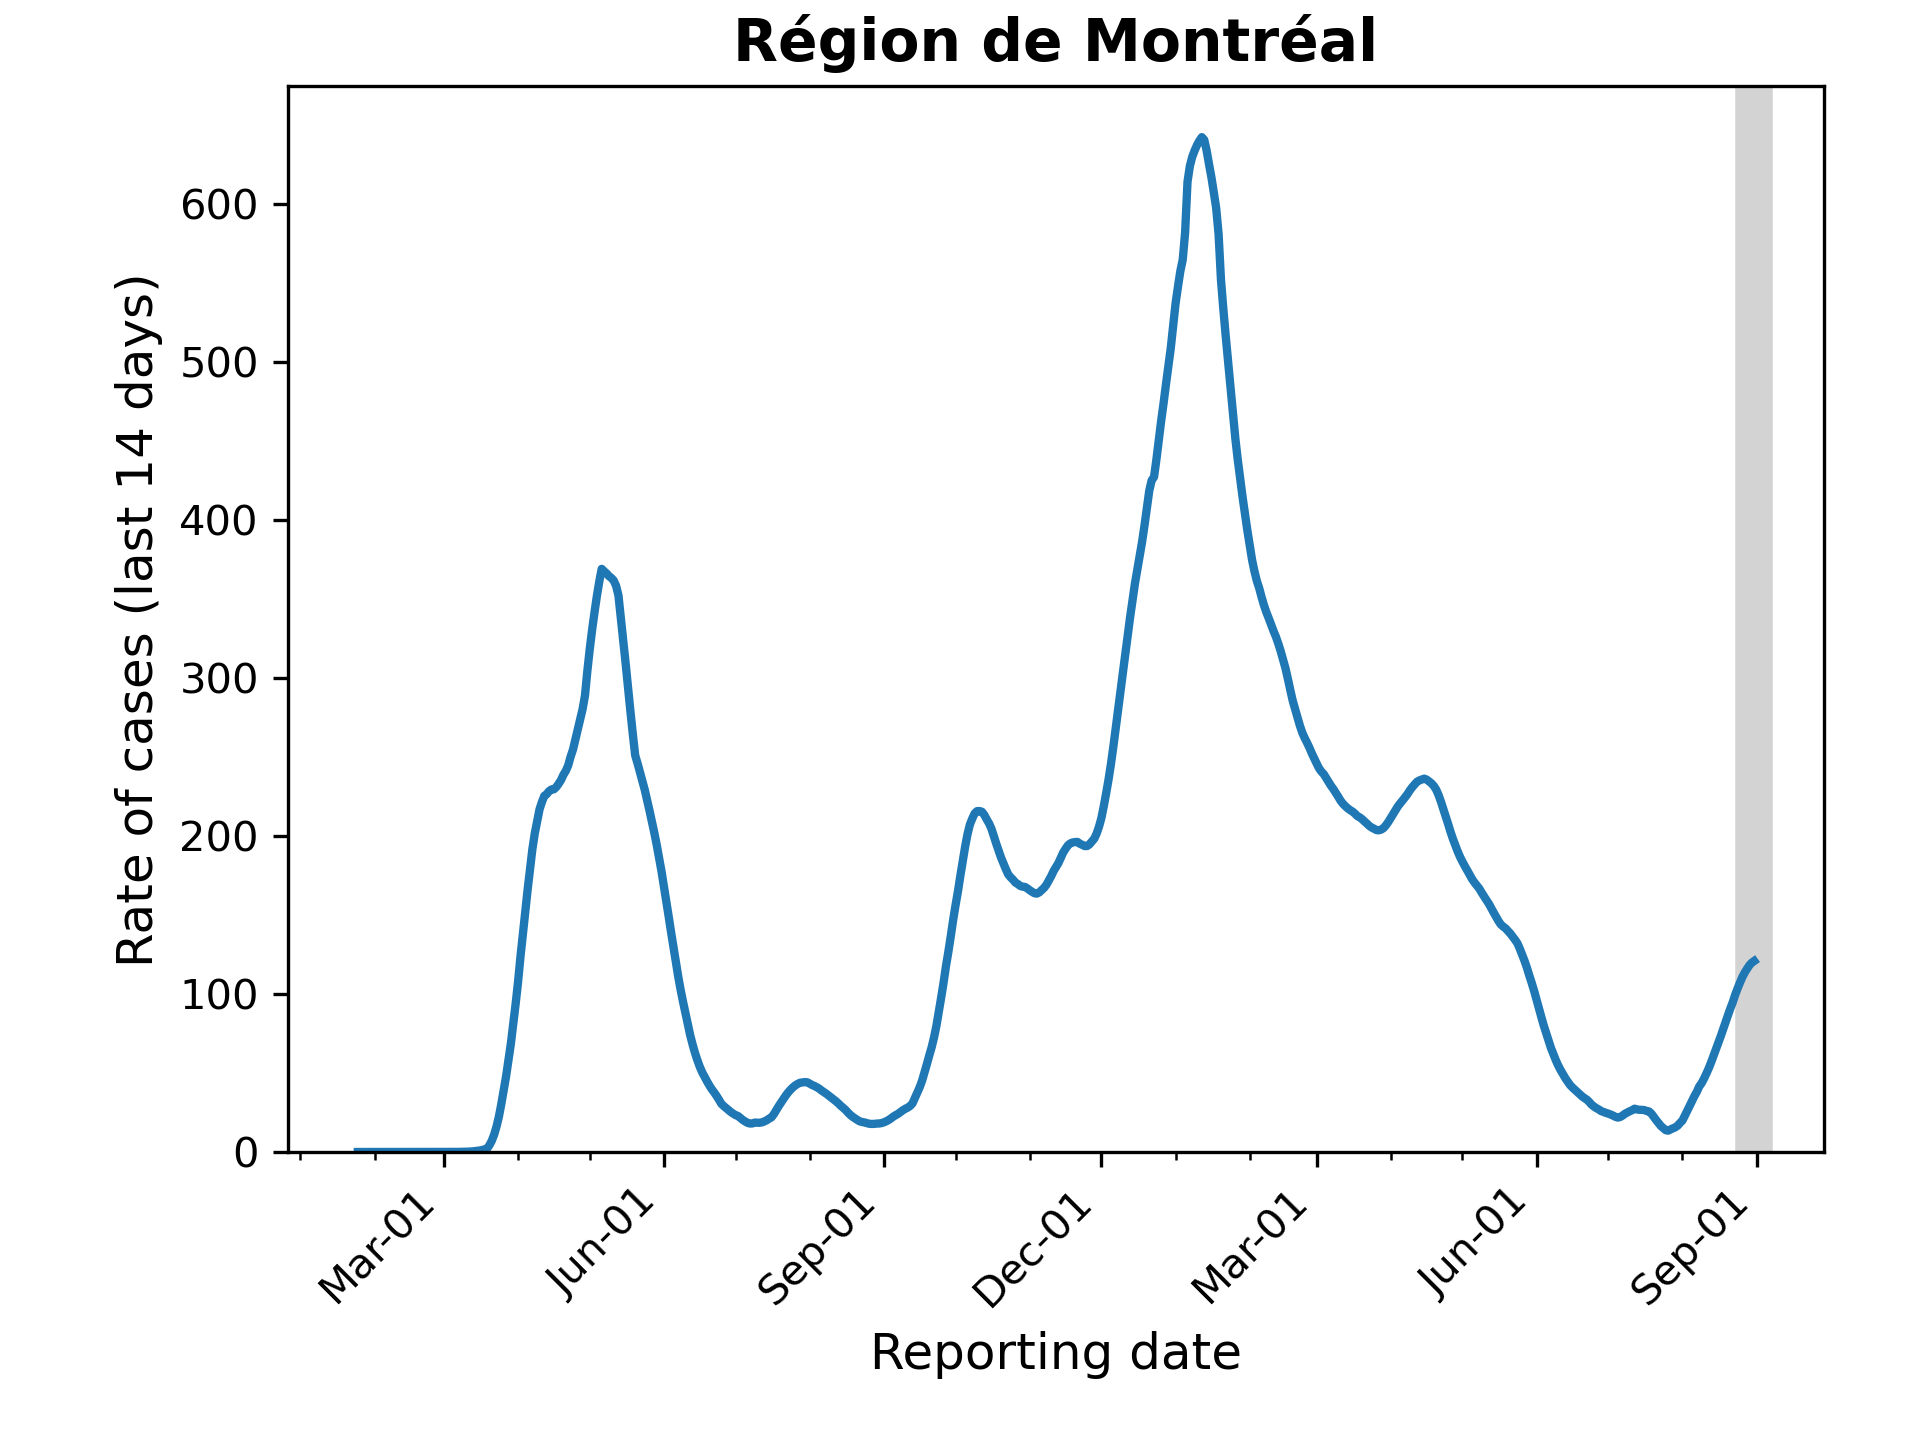 Région de Montréal
Rate of cases (last 14 days)
600
500
400
300
200
100
0
Mar-01
Jun-01
Sep-01
Dec-01
Mar-01
Jun-01
Sep-01
Reporting date